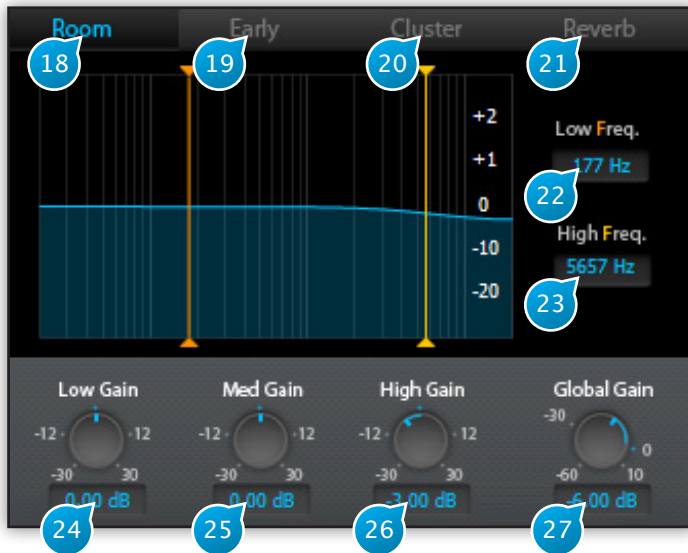 Room Early Cluster Reverb
18 19 20 21
+2
Low Freq.
+1
177 Hz
22
0
High Freq.
-10
5657 Hz
-20
23
Low Gain Med Gain High Gain Global Gain
-30
-12 12 -12 12 -12 12 0
-30 30 -30 30 -30 30 -60 10
0.00 dB 0.00 dB -3.00 dB -6.00 dB
24 25 26 27